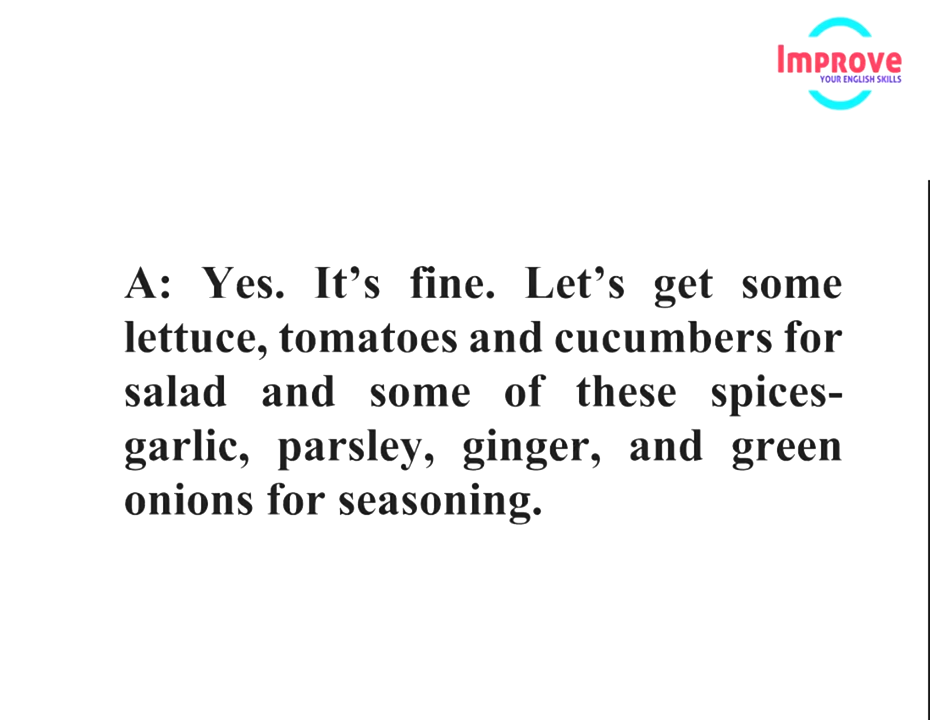 Improve
YOUR ENGLISH SKILLS
A: Yes. It’s fine. Let’s get some
lettuce, tomatoes and cucumbers for
salad and some of these spices-
garlic, parsley, ginger, and green
onions for seasoning.